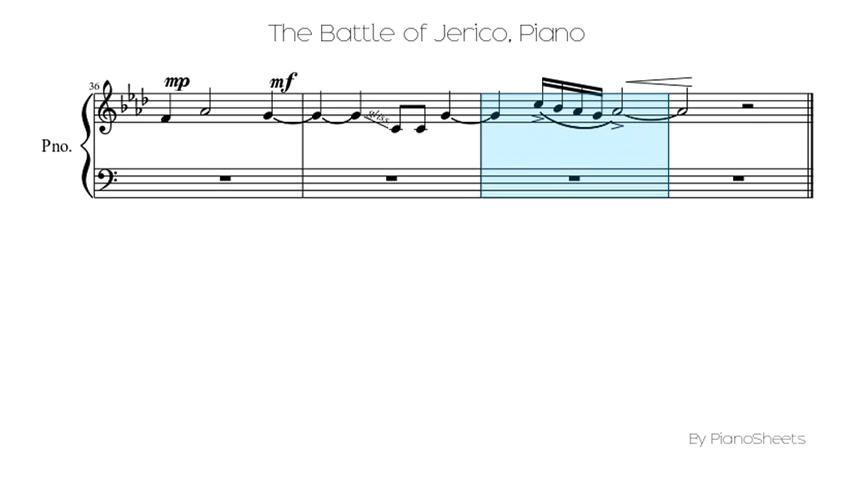 The Battle of Jerico, Piano
36
mp
mf
gliss.
Pno.
By PianoSheets